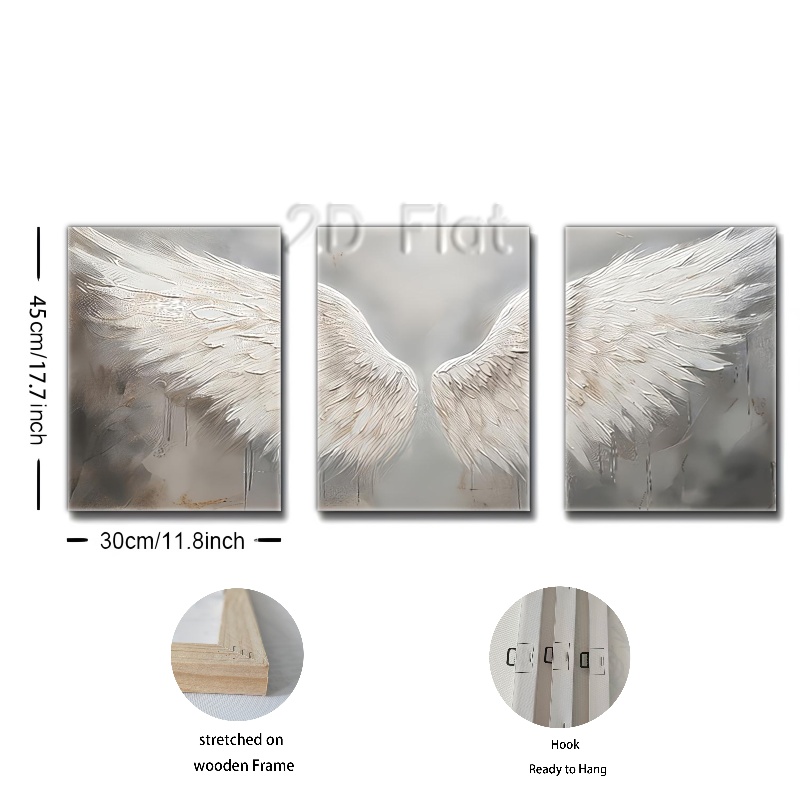 2D Flat
45cm/17.7inch
30cm/11.8inch
stretched on
wooden Frame
Hook
Ready to Hang